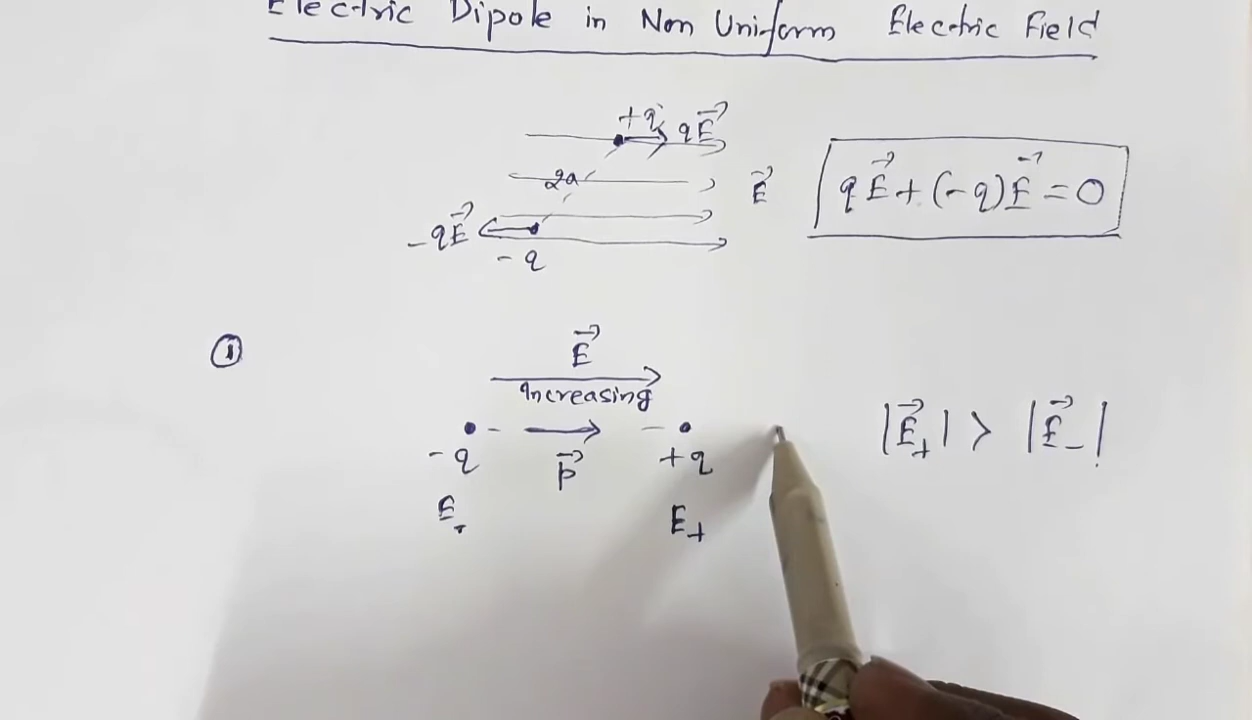 Electric Dipole in Non Uniform Electric Field
+q qE⃗
2a E⃗ qE⃗ + (-q)E⃗ = 0
-qE⃗
-q
① E⃗
Increasing
|E⃗₊| > |E⃗₋|
-q p⃗ +q
E₋ E₊